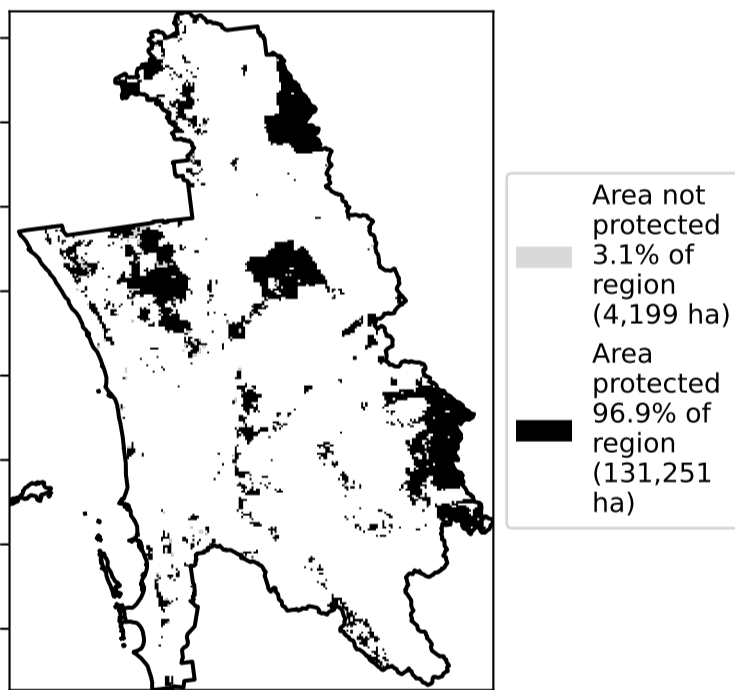 Area not
protected
3.1% of
region
(4,199 ha)
Area
protected
96.9% of
region
(131,251
ha)